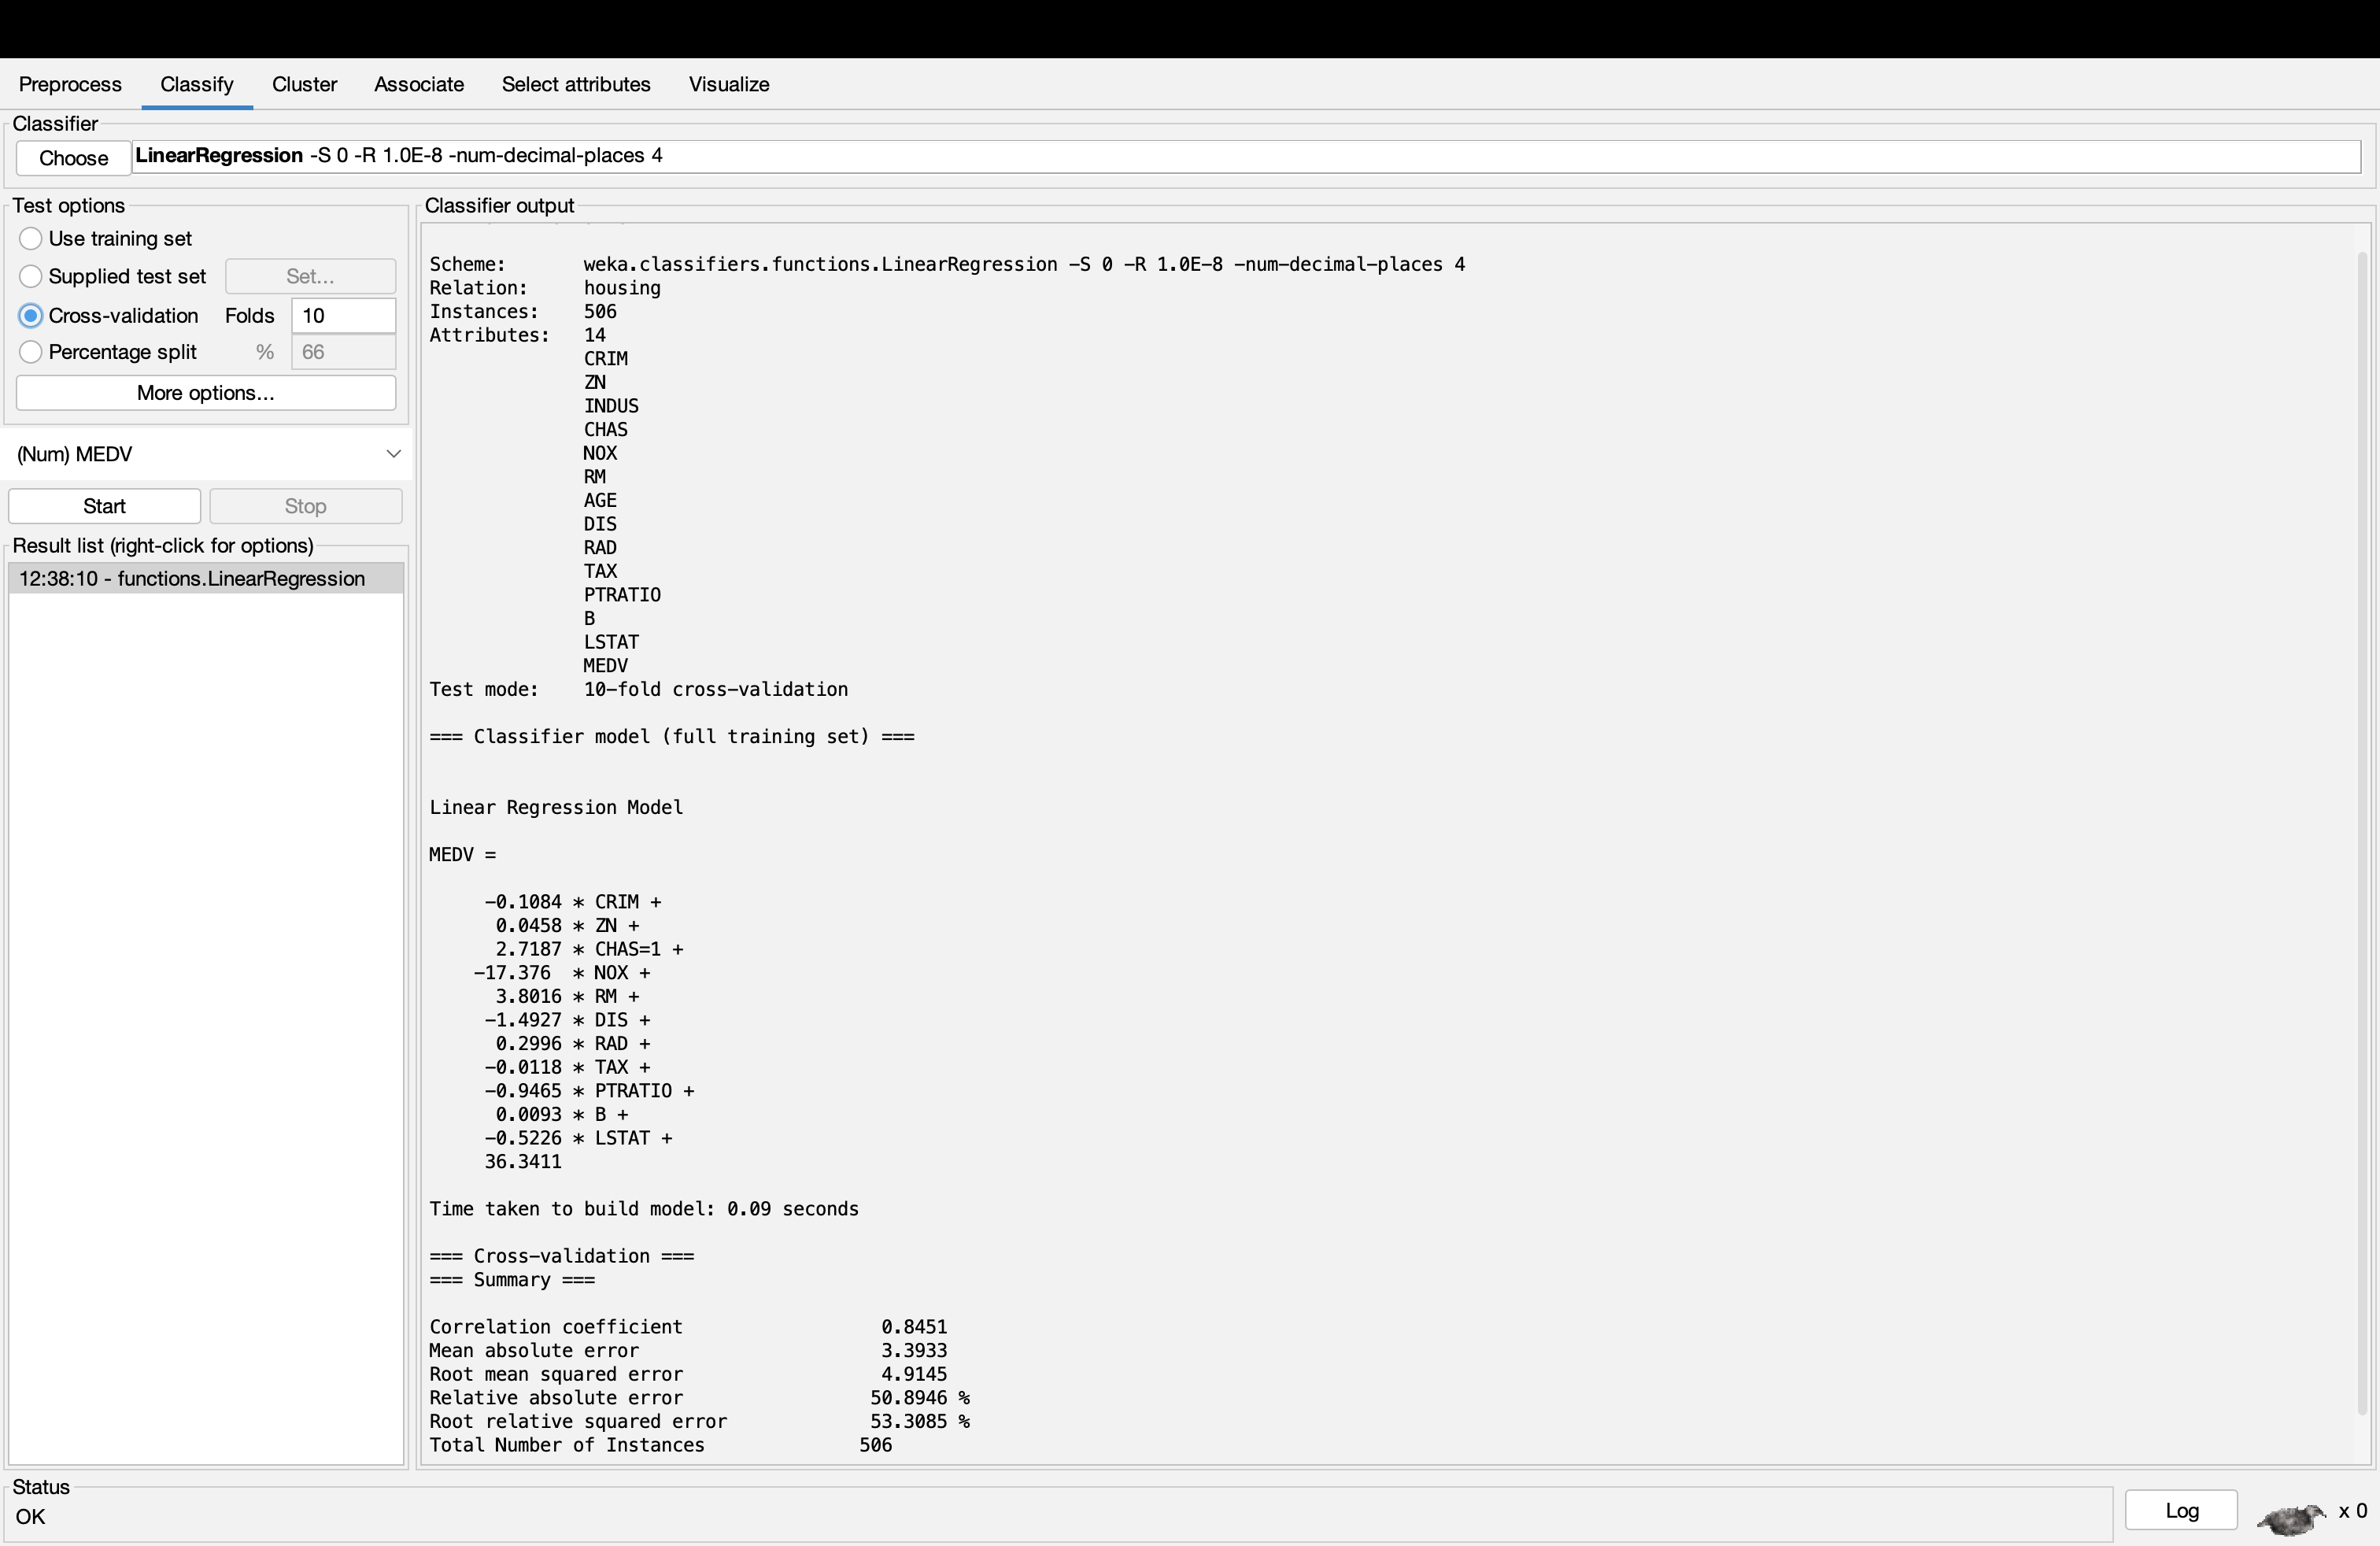 Preprocess Classify Cluster Associate Select attributes Visualize
Classifier
Choose LinearRegression -S 0 -R 1.0E-8 -num-decimal-places 4
Test options
Use training set
Supplied test set Set...
Cross-validation Folds 10
Percentage split % 66
More options...
(Num) MEDV
Start Stop
Result list (right-click for options)
12:38:10 - functions.LinearRegression
Classifier output
Scheme: weka.classifiers.functions.LinearRegression -S 0 -R 1.0E-8 -num-decimal-places 4
Relation: housing
Instances: 506
Attributes: 14
CRIM
ZN
INDUS
CHAS
NOX
RM
AGE
DIS
RAD
TAX
PTRATIO
B
LSTAT
MEDV
Test mode: 10-fold cross-validation
=== Classifier model (full training set) ===
Linear Regression Model
MEDV =
-0.1084 * CRIM +
0.0458 * ZN +
2.7187 * CHAS=1 +
-17.376 * NOX +
3.8016 * RM +
-1.4927 * DIS +
0.2996 * RAD +
-0.0118 * TAX +
-0.9465 * PTRATIO +
0.0093 * B +
-0.5226 * LSTAT +
36.3411
Time taken to build model: 0.09 seconds
=== Cross-validation ===
=== Summary ===
Correlation coefficient 0.8451
Mean absolute error 3.3933
Root mean squared error 4.9145
Relative absolute error 50.8946 %
Root relative squared error 53.3085 %
Total Number of Instances 506
Status
OK
Log x 0